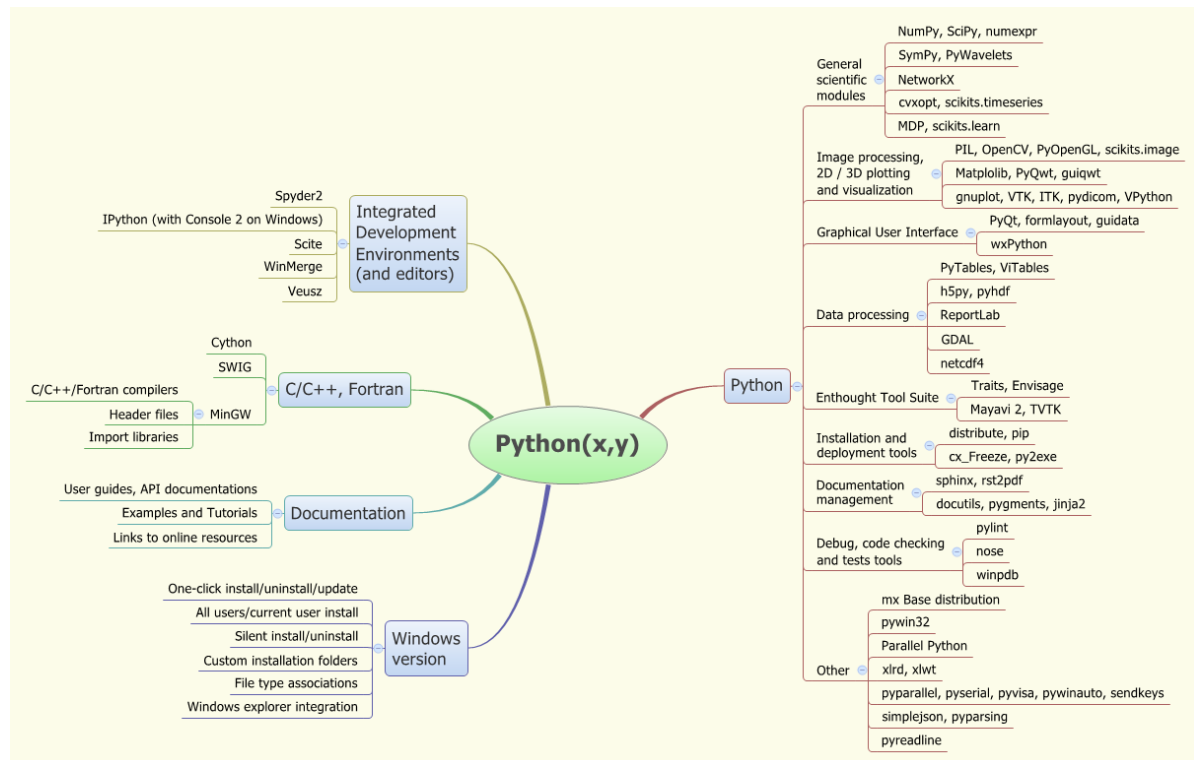 Python(x,y)
Integrated
Development
Environments
(and editors)
Spyder2
IPython (with Console 2 on Windows)
Scite
WinMerge
Veusz
C/C++, Fortran
Cython
SWIG
MinGW
C/C++/Fortran compilers
Header files
Import libraries
Documentation
User guides, API documentations
Examples and Tutorials
Links to online resources
Windows
version
One-click install/uninstall/update
All users/current user install
Silent install/uninstall
Custom installation folders
File type associations
Windows explorer integration
Python
General
scientific
modules
NumPy, SciPy, numexpr
SymPy, PyWavelets
NetworkX
cvxopt, scikits.timeseries
MDP, scikits.learn
Image processing,
2D / 3D plotting
and visualization
PIL, OpenCV, PyOpenGL, scikits.image
Matplolib, PyQwt, guiqwt
gnuplot, VTK, ITK, pydicom, VPython
Graphical User Interface
PyQt, formlayout, guidata
wxPython
Data processing
PyTables, ViTables
h5py, pyhdf
ReportLab
GDAL
netcdf4
Enthought Tool Suite
Traits, Envisage
Mayavi 2, TVTK
Installation and
deployment tools
distribute, pip
cx_Freeze, py2exe
Documentation
management
sphinx, rst2pdf
docutils, pygments, jinja2
Debug, code checking
and tests tools
pylint
nose
winpdb
Other
mx Base distribution
pywin32
Parallel Python
xlrd, xlwt
pyparallel, pyserial, pyvisa, pywinauto, sendkeys
simplejson, pyparsing
pyreadline